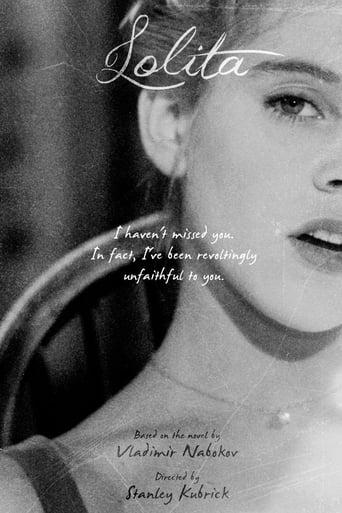 Lolita
I haven't missed you.
In fact, I've been revoltingly
unfaithful to you.
Based on the novel by
Vladimir Nabokov
Directed by
Stanley Kubrick